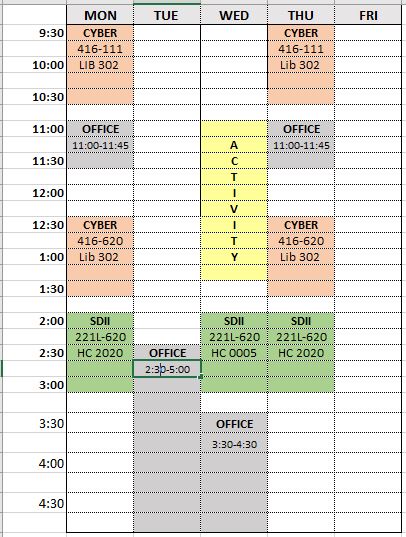 MON TUE WED THU FRI
9:30 CYBER CYBER
416-111 416-111
10:00 LIB 302 Lib 302
10:30
11:00 OFFICE OFFICE
11:00-11:45 A 11:00-11:45
11:30 C
T
12:00 I
V
12:30 CYBER I CYBER
416-620 T 416-620
1:00 Lib 302 Y Lib 302
1:30
2:00 SDII SDII SDII
221L-620 221L-620 221L-620
2:30 HC 2020 OFFICE HC 0005 HC 2020
2:30-5:00
3:00
3:30 OFFICE
3:30-4:30
4:00
4:30